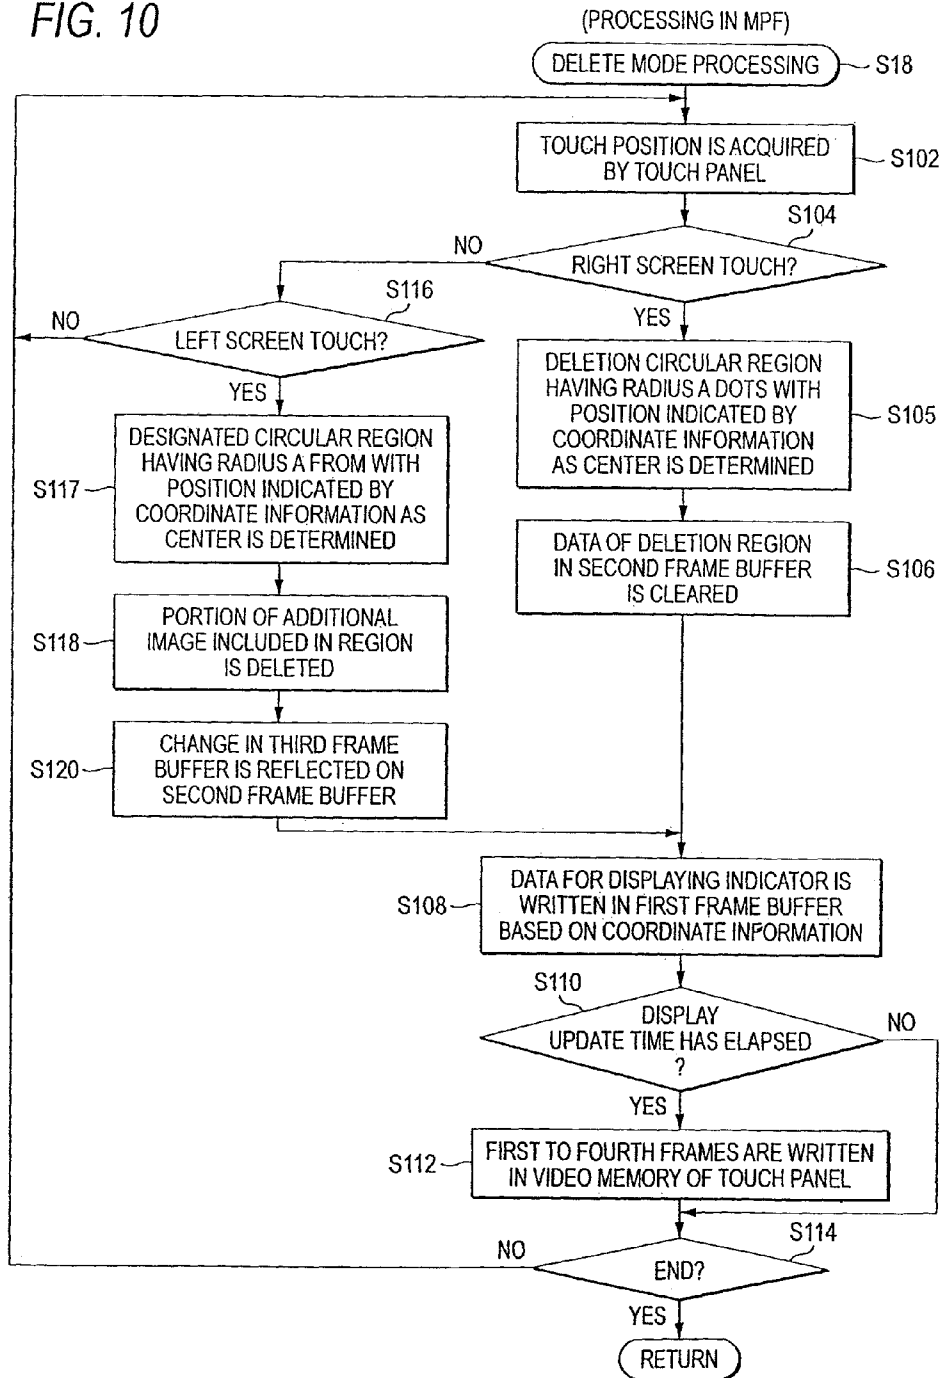 FIG. 10
(PROCESSING IN MPF)
DELETE MODE PROCESSING
S18
TOUCH POSITION IS ACQUIRED
BY TOUCH PANEL
S102
S104
RIGHT SCREEN TOUCH?
NO
YES
S116
LEFT SCREEN TOUCH?
NO
YES
DELETION CIRCULAR REGION
HAVING RADIUS A DOTS WITH
POSITION INDICATED BY
COORDINATE INFORMATION
AS CENTER IS DETERMINED
S105
DESIGNATED CIRCULAR REGION
HAVING RADIUS A FROM WITH
POSITION INDICATED BY
COORDINATE INFORMATION AS
CENTER IS DETERMINED
S117
DATA OF DELETION REGION
IN SECOND FRAME BUFFER
IS CLEARED
S106
PORTION OF ADDITIONAL
IMAGE INCLUDED IN REGION
IS DELETED
S118
CHANGE IN THIRD FRAME
BUFFER IS REFLECTED ON
SECOND FRAME BUFFER
S120
DATA FOR DISPLAYING INDICATOR IS
WRITTEN IN FIRST FRAME BUFFER
BASED ON COORDINATE INFORMATION
S108
S110
DISPLAY
UPDATE TIME HAS ELAPSED
?
NO
YES
FIRST TO FOURTH FRAMES ARE WRITTEN
IN VIDEO MEMORY OF TOUCH PANEL
S112
S114
END?
NO
YES
RETURN